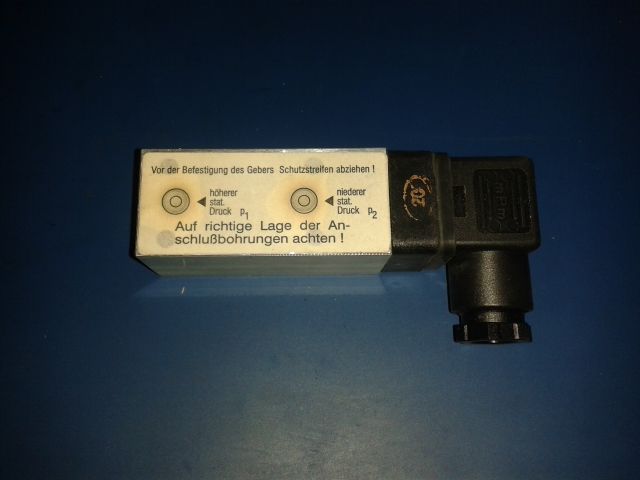 Vor der Befestigung des Gebers Schutzstreifen abziehen !
höherer
stat.
Druck p1
niederer
stat.
Druck p2
Auf richtige Lage der An-
schlußbohrungen achten !